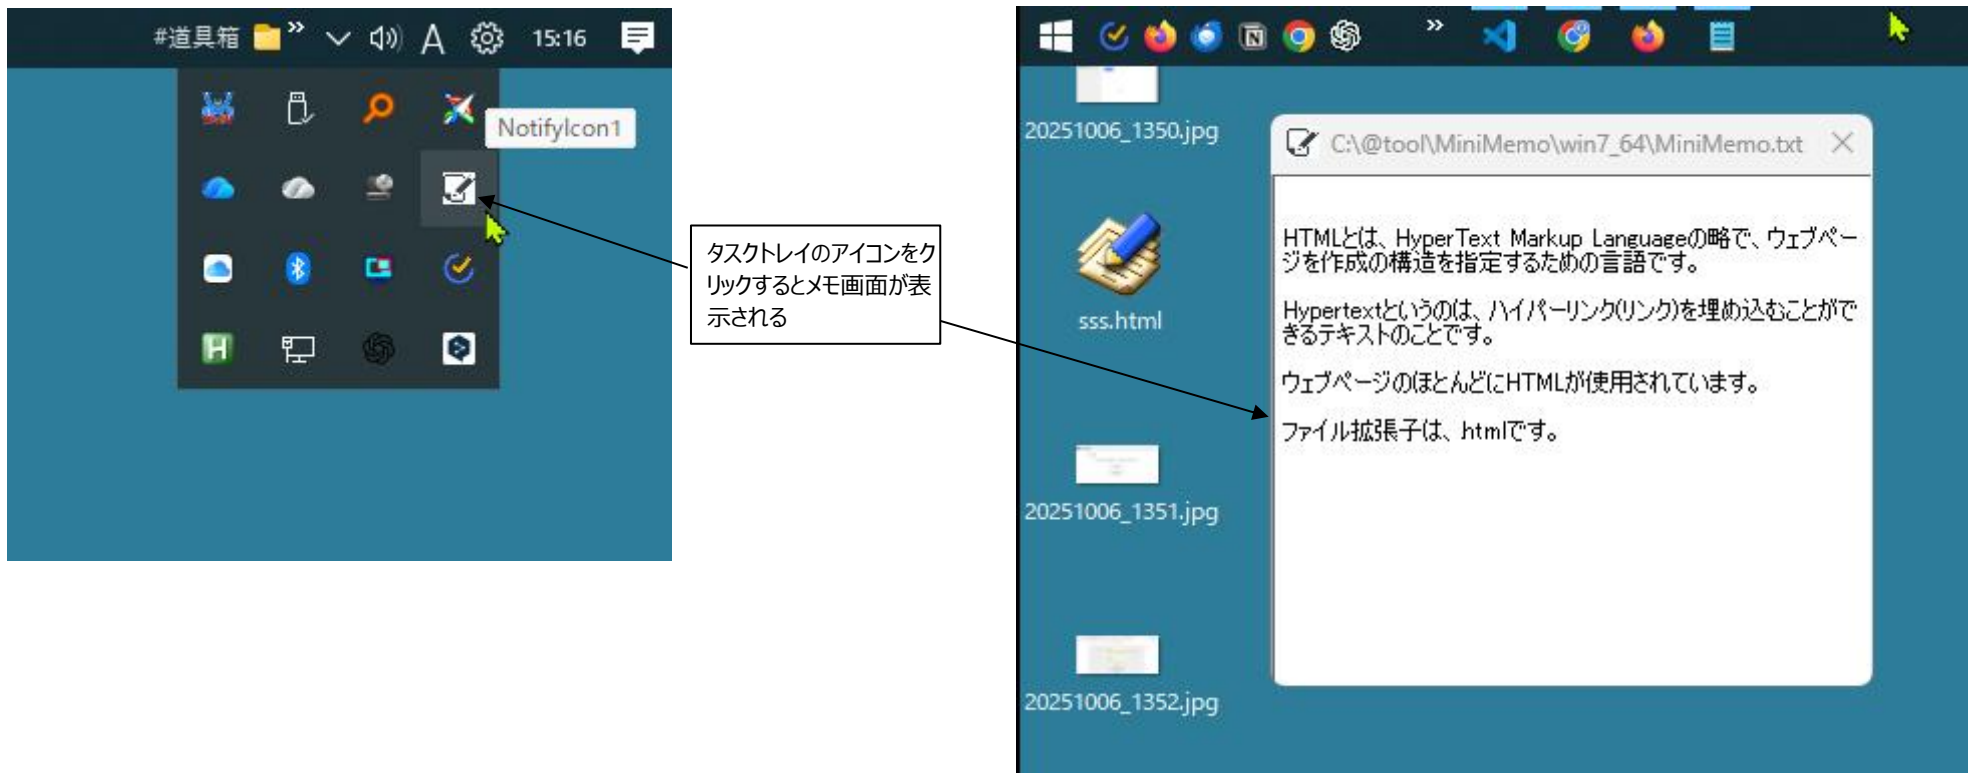 #道具箱
A
15:16
NotifyIcon1
タスクトレイのアイコンをク
リックするとメモ画面が表
示される
20251006_1350.jpg
sss.html
20251006_1351.jpg
20251006_1352.jpg
C:\@tool\MiniMemo\win7_64\MiniMemo.txt
HTMLとは、HyperText Markup Languageの略で、ウェブペー
ジを作成の構造を指定するための言語です。
Hypertextというのは、ハイパーリンク(リンク)を埋め込むことがで
きるテキストのことです。
ウェブページのほとんどにHTMLが使用されています。
ファイル拡張子は、htmlです。